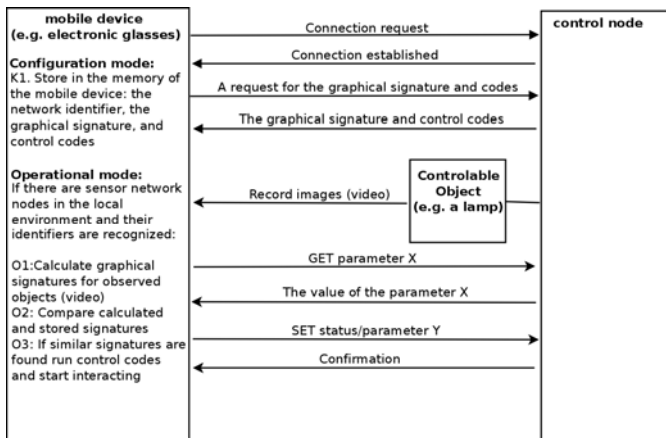 mobile device
(e.g. electronic glasses)
control node
Connection request
Connection established
Configuration mode:
K1. Store in the memory of
the mobile device: the
network identifier, the
graphical signature, and
control codes
A request for the graphical signature and codes
The graphical signature and control codes
Operational mode:
If there are sensor network
nodes in the local
environment and their
identifiers are recognized:
Record images (video)
Controlable
Object
(e.g. a lamp)
O1:Calculate graphical
signatures for observed
objects (video)
O2: Compare calculated
and stored signatures
O3: If similar signatures are
found run control codes
and start interacting
GET parameter X
The value of the parameter X
SET status/parameter Y
Confirmation